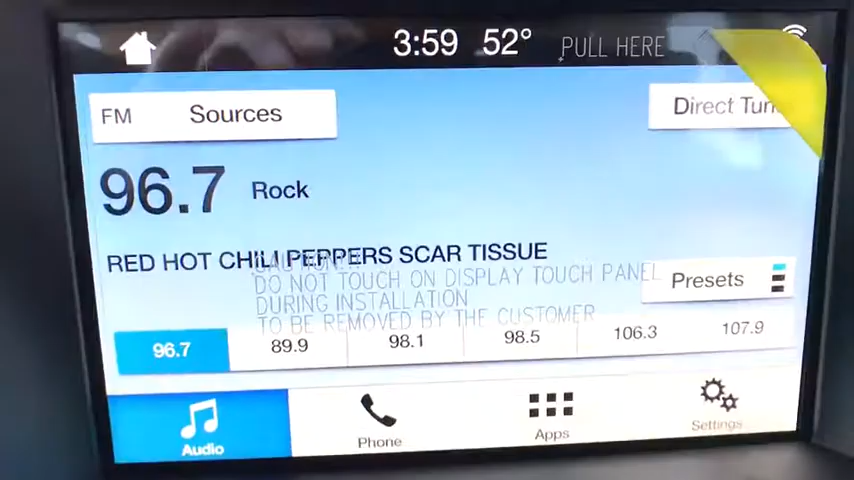 3:59 52° PULL HERE
FM Sources Direct Tun
96.7 Rock
RED HOT CHILI PEPPERS SCAR TISSUE
CAUTION!!
DO NOT TOUCH ON DISPLAY TOUCH PANEL
DURING INSTALLATION
TO BE REMOVED BY THE CUSTOMER
Presets
96.7 89.9 98.1 98.5 106.3 107.9
Audio Phone Apps Settings